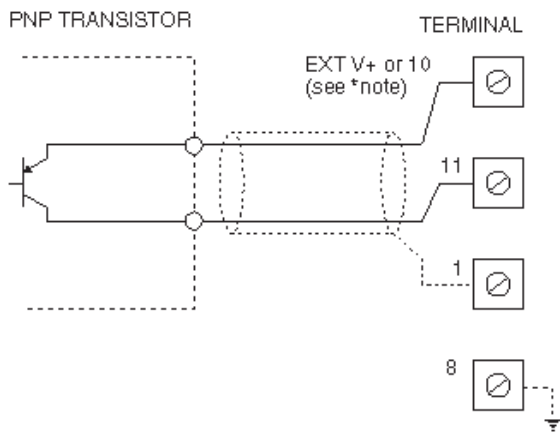 PNP TRANSISTOR
TERMINAL
EXT V+ or 10
(see *note)
11
1
8